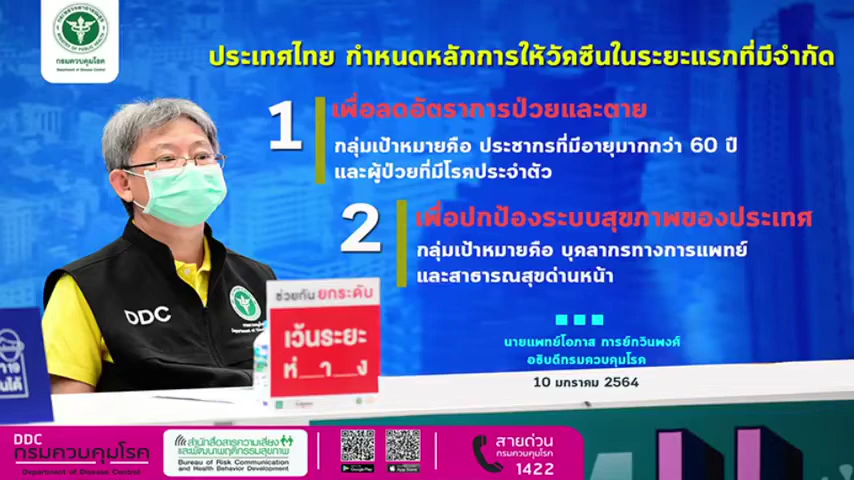 กรมควบคุมโรค
Department of Disease Control
ประเทศไทย กำหนดหลักการให้วัคซีนในระยะแรกที่มีจำกัด
1
เพื่อลดอัตราการป่วยและตาย
กลุ่มเป้าหมายคือ ประชากรที่มีอายุมากกว่า 60 ปี
และผู้ป่วยที่มีโรคประจำตัว
2
เพื่อปกป้องระบบสุขภาพของประเทศ
กลุ่มเป้าหมายคือ บุคลากรทางการแพทย์
และสาธารณสุขด่านหน้า
นายแพทย์โอภาส การย์กวินพงศ์
อธิบดีกรมควบคุมโรค
10 มกราคม 2564
DDC
ช่วยกัน ยกระดับ
เว้นระยะ
ห่_า_ง
DDC
กรมควบคุมโรค
Department of Disease Control
สำนักสื่อสารความเสี่ยง
และพัฒนาพฤติกรรมสุขภาพ
Bureau of Risk Communication
and Health Behavior Development
Google Play
App Store
สายด่วน
กรมควบคุมโรค
1422